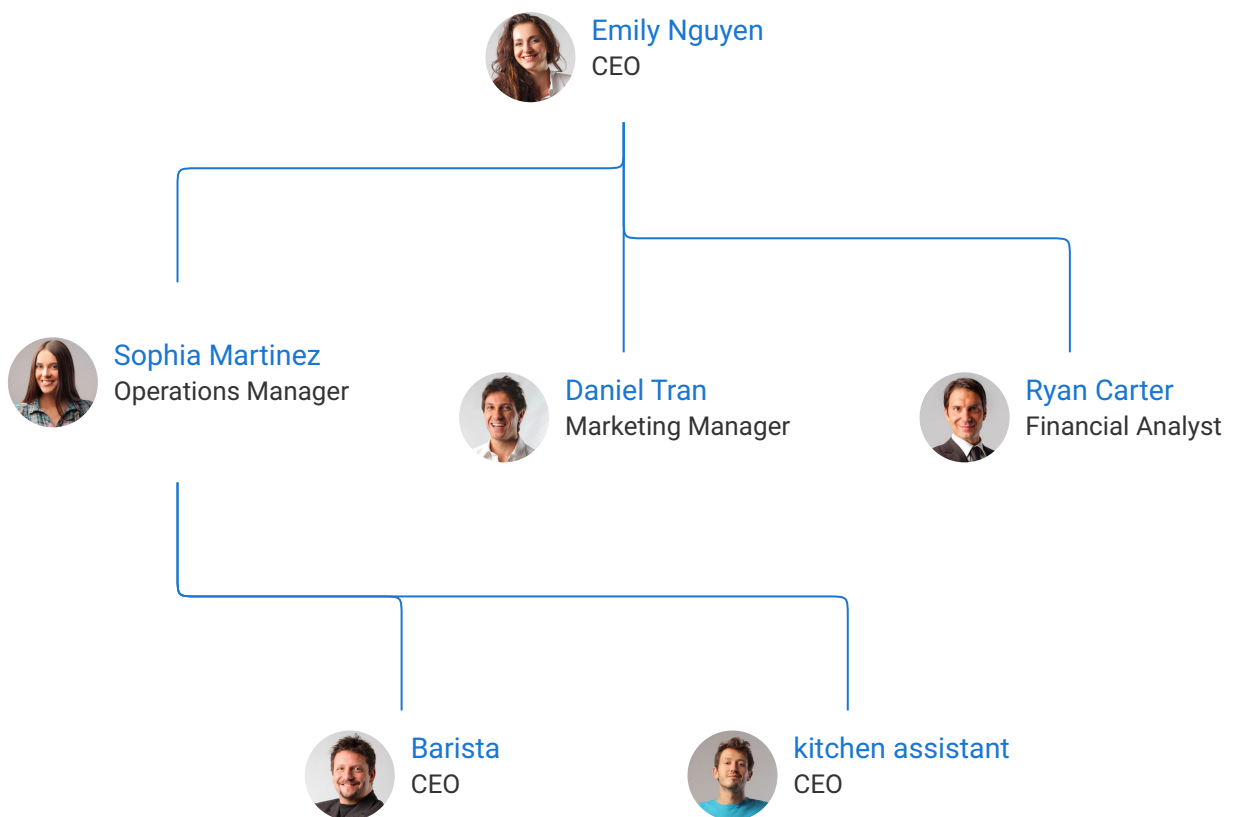 Emily Nguyen
CEO
Sophia Martinez
Operations Manager
Daniel Tran
Marketing Manager
Ryan Carter
Financial Analyst
Barista
CEO
kitchen assistant
CEO